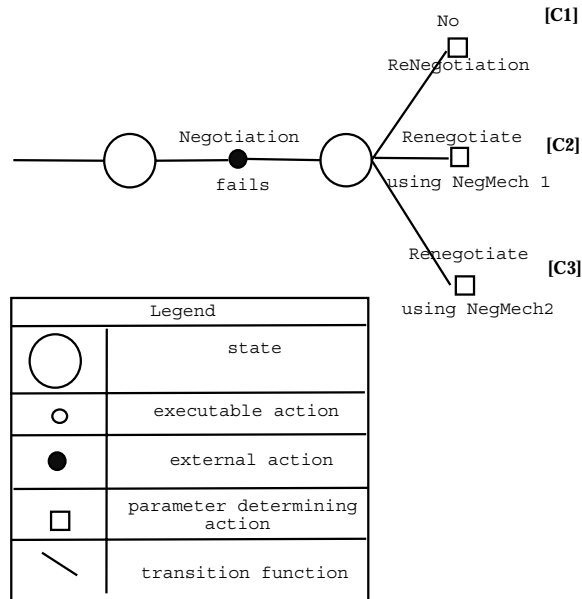 No
[C1]
ReNegotiation
Negotiation
fails
Renegotiate
[C2]
using NegMech 1
Renegotiate
[C3]
using NegMech2
Legend
state
executable action
external action
parameter determining
action
transition function